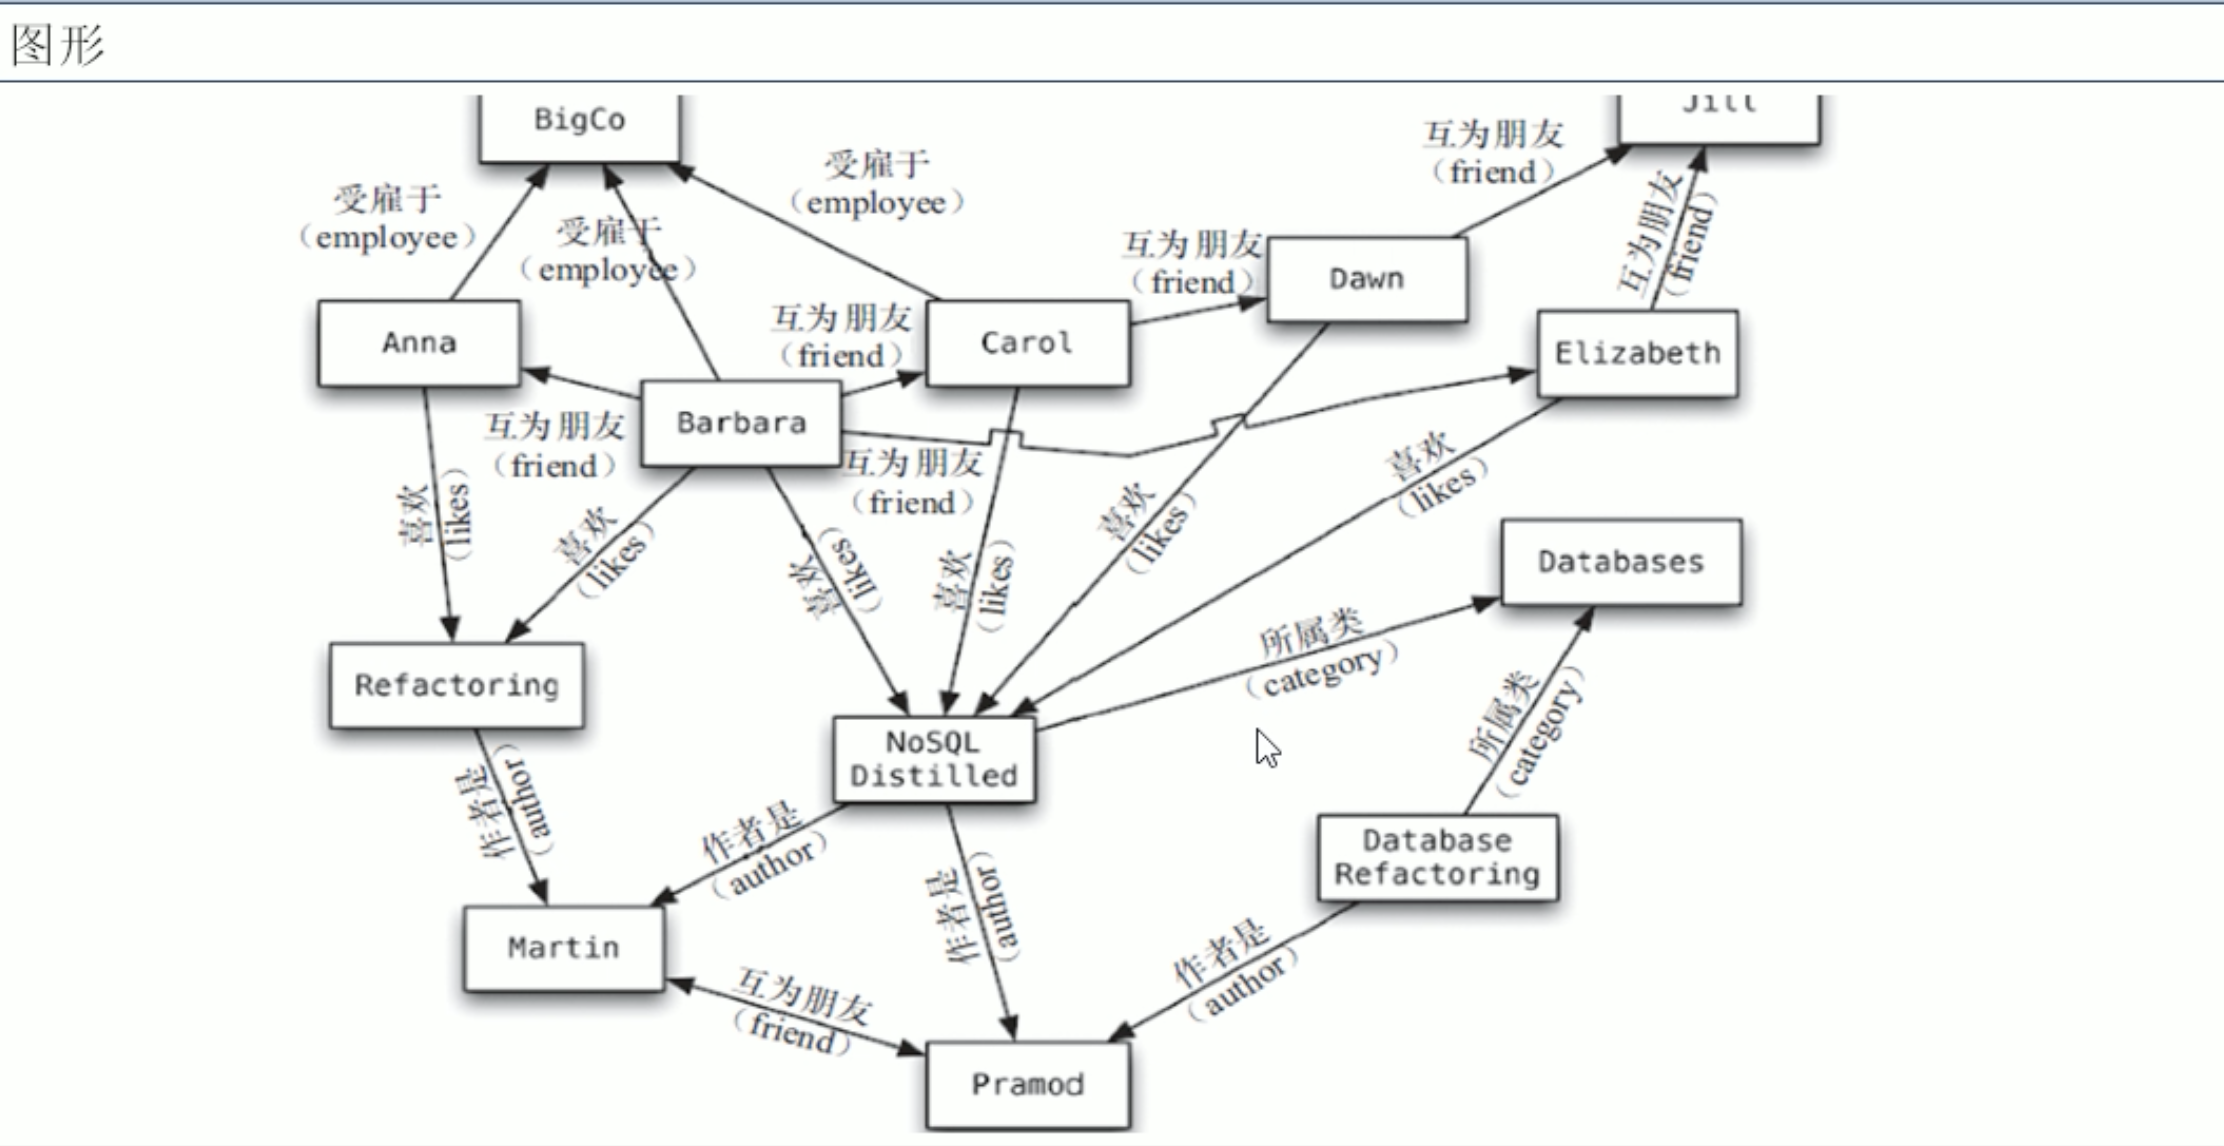 图形
BigCo
Jill
互为朋友
（friend）
受雇于
（employee）
受雇于
（employee）
受雇于
（employee）
互为朋友
（friend）
互为朋友
（friend）
Dawn
Anna
互为朋友
（friend）
Carol
Elizabeth
Barbara
互为朋友
（friend）
互为朋友
（friend）
喜欢
（likes）
喜欢
（likes）
喜欢
（likes）
喜欢
（likes）
喜欢
（likes）
喜欢
（likes）
Databases
所属类
（category）
Refactoring
所属类
（category）
NoSQL
Distilled
作者是
（author）
作者是
（author）
Database
Refactoring
作者是
（author）
Martin
作者是
（author）
互为朋友
（friend）
Pramod